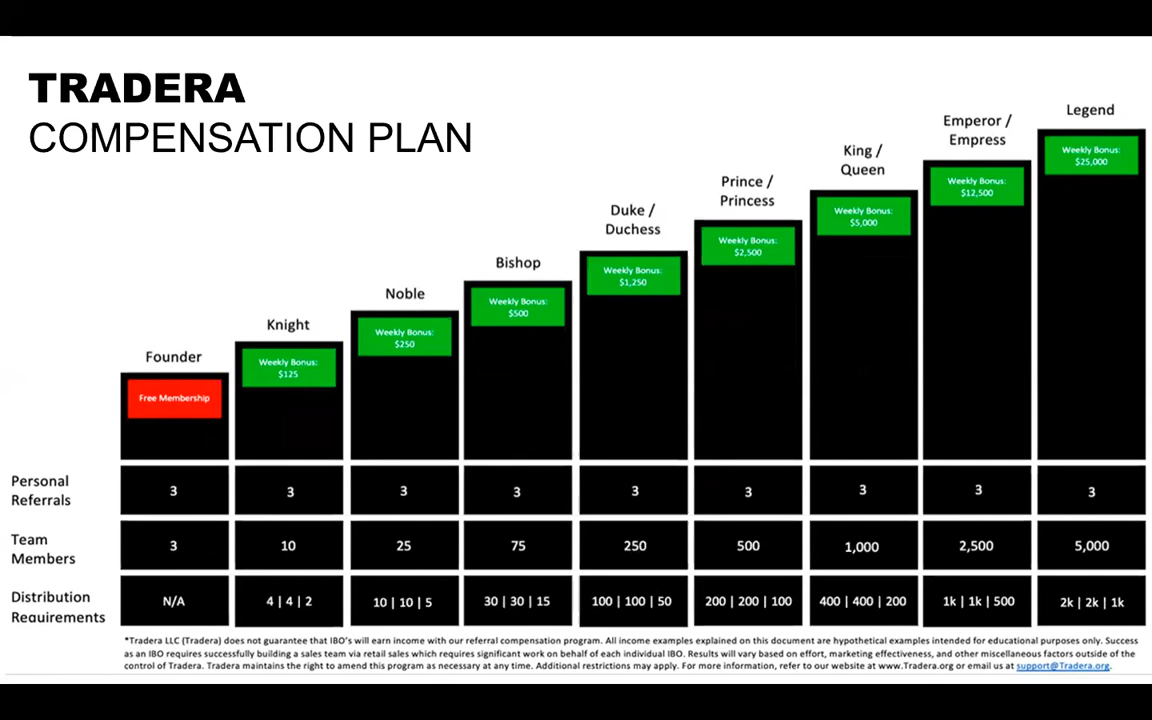 TRADERA
COMPENSATION PLAN
Legend
Weekly Bonus:
$25,000
Emperor /
Empress
Weekly Bonus:
$12,500
King /
Queen
Weekly Bonus:
$5,000
Prince /
Princess
Weekly Bonus:
$2,500
Duke /
Duchess
Weekly Bonus:
$1,250
Bishop
Weekly Bonus:
$500
Noble
Weekly Bonus:
$250
Knight
Weekly Bonus:
$125
Founder
Free Membership
Personal
Referrals
3 3 3 3 3 3 3 3 3
Team
Members
3 10 25 75 250 500 1,000 2,500 5,000
Distribution
Requirements
N/A 4 | 4 | 2 10 | 10 | 5 30 | 30 | 15 100 | 100 | 50 200 | 200 | 100 400 | 400 | 200 1k | 1k | 500 2k | 2k | 1k
*Tradera LLC (Tradera) does not guarantee that IBO's will earn income with our referral compensation program. All income examples explained on this document are hypothetical examples intended for educational purposes only. Success
as an IBO requires successfully building a sales team via retail sales which requires significant work on behalf of each individual IBO. Results will vary based on effort, marketing effectiveness, and other miscellaneous factors outside of the
control of Tradera. Tradera maintains the right to amend this program as necessary at any time. Additional restrictions may apply. For more information, refer to our website at www.Tradera.org or email us at support@Tradera.org.